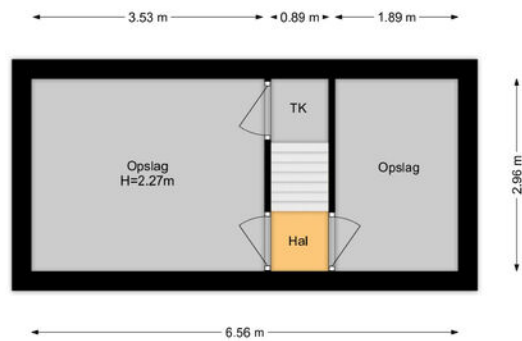 3.53 m
0.89 m
1.89 m
TK
Opslag
H=2.27m
Opslag
2.96 m
Hal
6.56 m